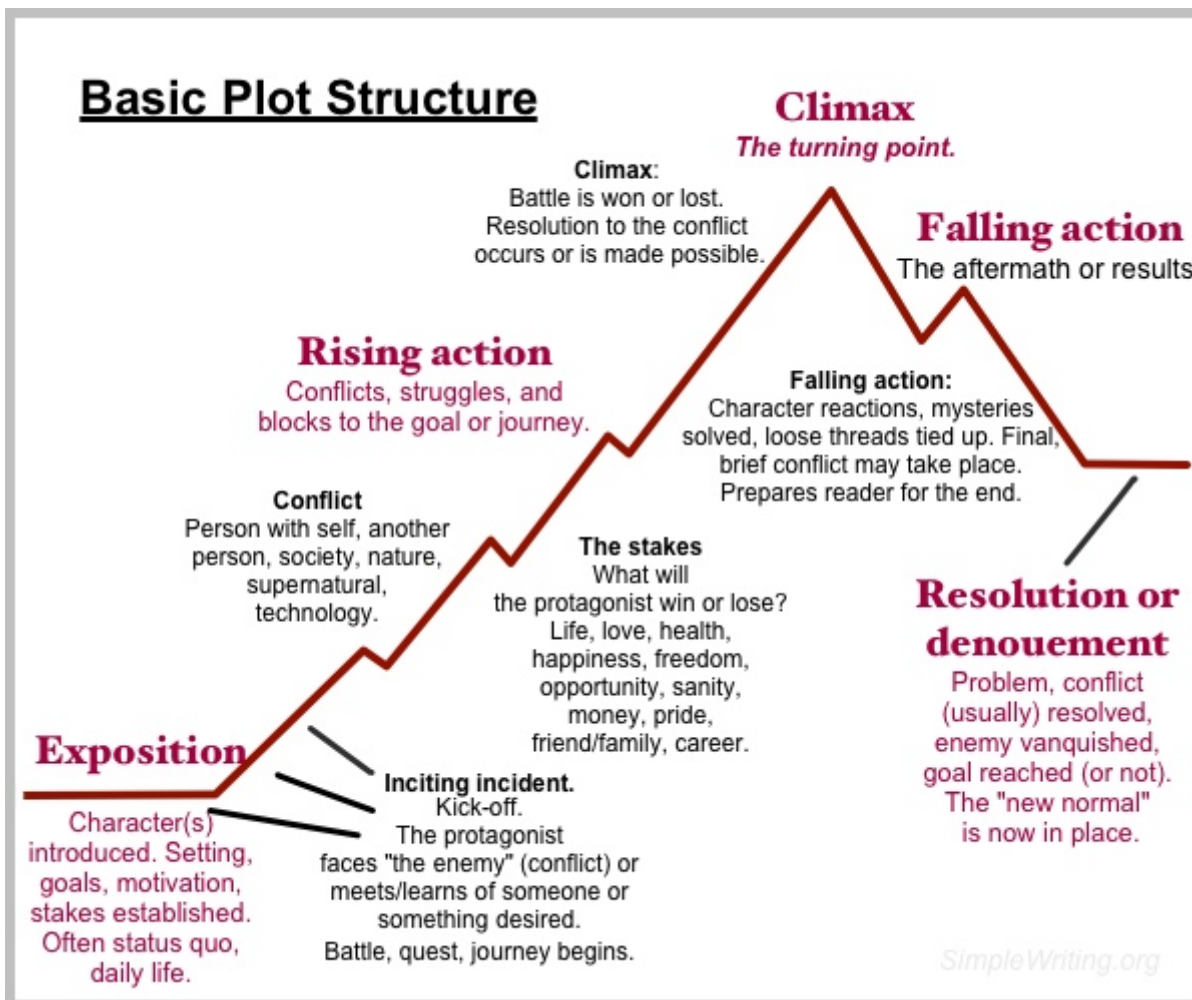 Basic Plot Structure
Climax
The turning point.
Climax:
Battle is won or lost.
Resolution to the conflict
occurs or is made possible.
Falling action
The aftermath or results
Rising action
Conflicts, struggles, and
blocks to the goal or journey.
Falling action:
Character reactions, mysteries
solved, loose threads tied up. Final,
brief conflict may take place.
Prepares reader for the end.
Conflict
Person with self, another
person, society, nature,
supernatural,
technology.
The stakes
What will
the protagonist win or lose?
Life, love, health,
happiness, freedom,
opportunity, sanity,
money, pride,
friend/family, career.
Resolution or
denouement
Problem, conflict
(usually) resolved,
enemy vanquished,
goal reached (or not).
The "new normal"
is now in place.
Exposition
Character(s)
introduced. Setting,
goals, motivation,
stakes established.
Often status quo,
daily life.
Inciting incident.
Kick-off.
The protagonist
faces "the enemy" (conflict) or
meets/learns of someone or
something desired.
Battle, quest, journey begins.
SimpleWriting.org